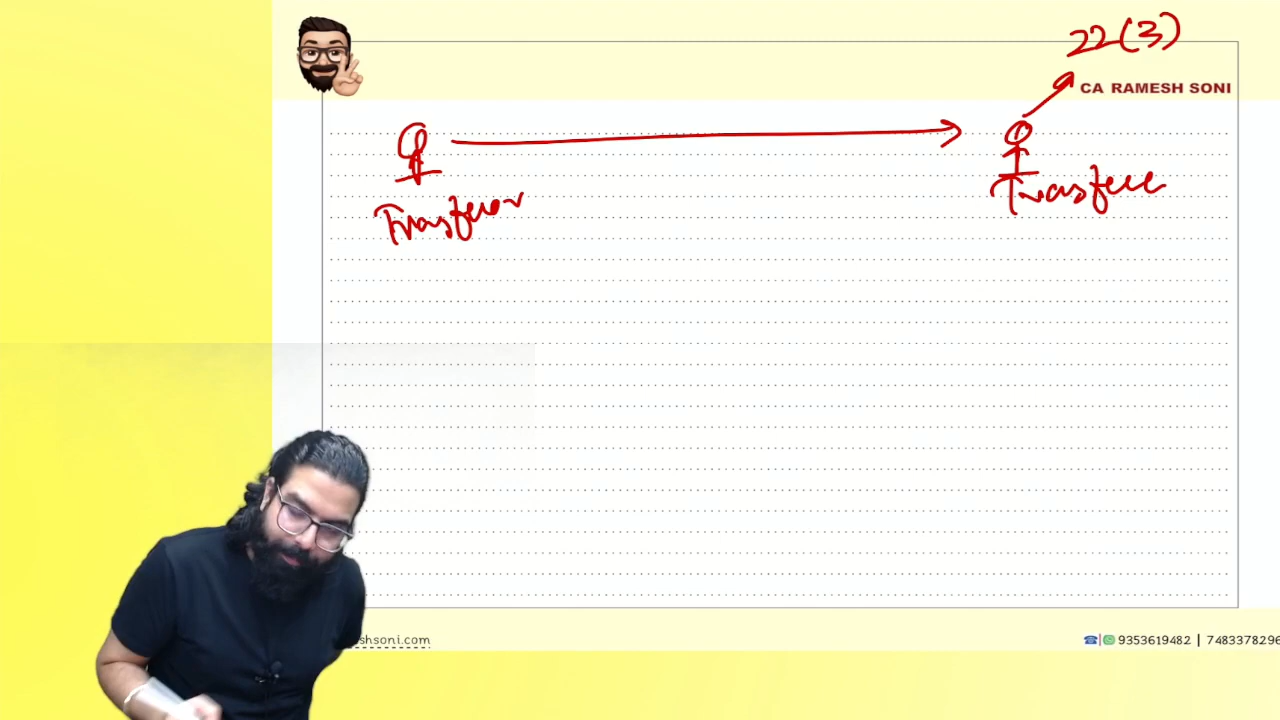 22(3)
CA RAMESH SONI
Transferor
Transferee
shsoni.com
9353619482 | 7483378296